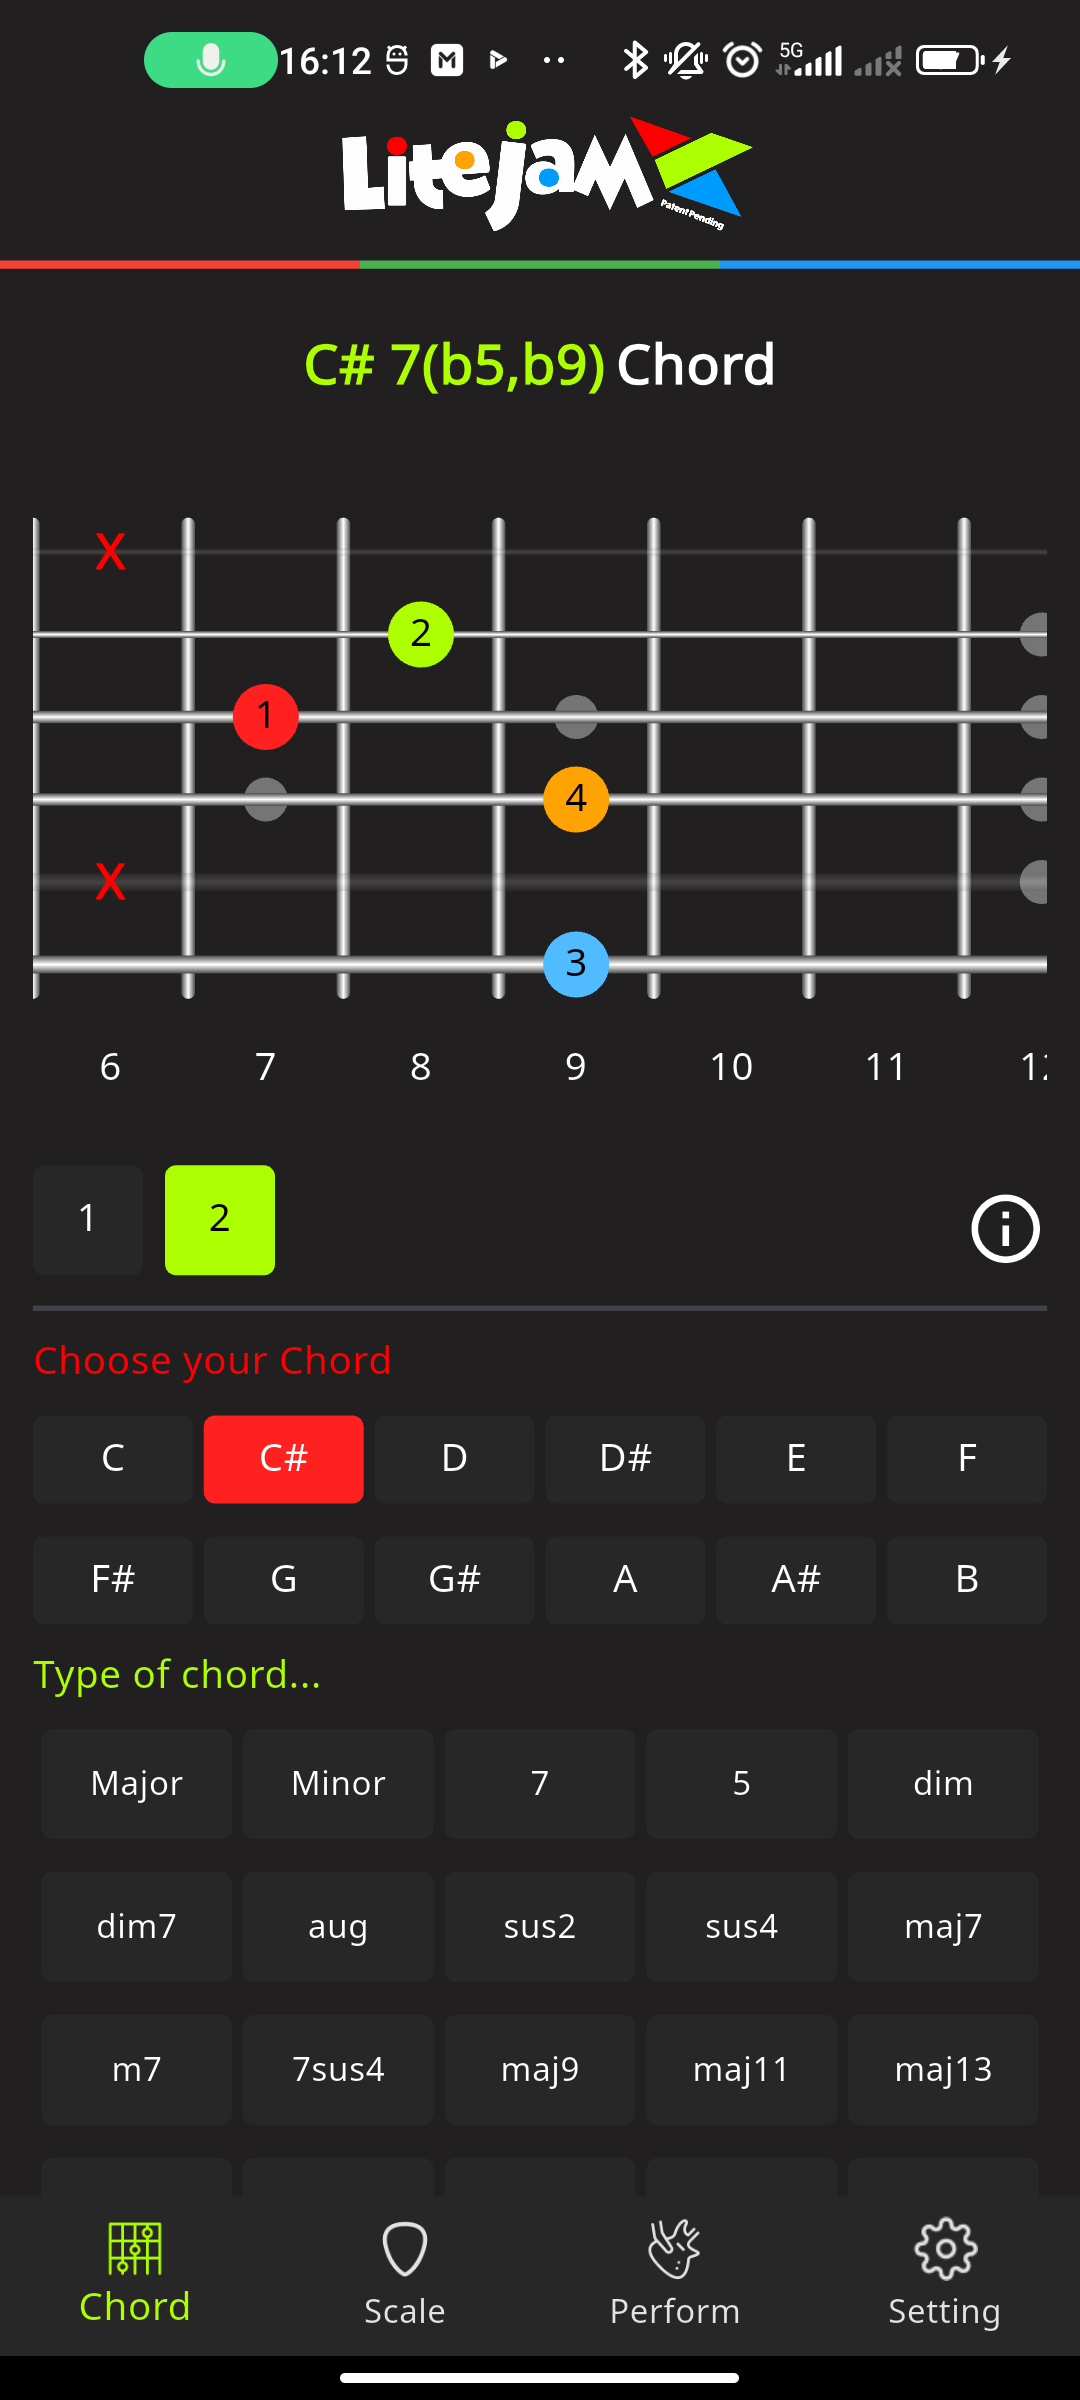 16:12 5G
Litejam
Patent Pending
C# 7(b5,b9) Chord
X
2
1
4
X
3
6 7 8 9 10 11
1 2
Choose your Chord
C C# D D# E F
F# G G# A A# B
Type of chord...
Major Minor 7 5 dim
dim7 aug sus2 sus4 maj7
m7 7sus4 maj9 maj11 maj13
Chord Scale Perform Setting